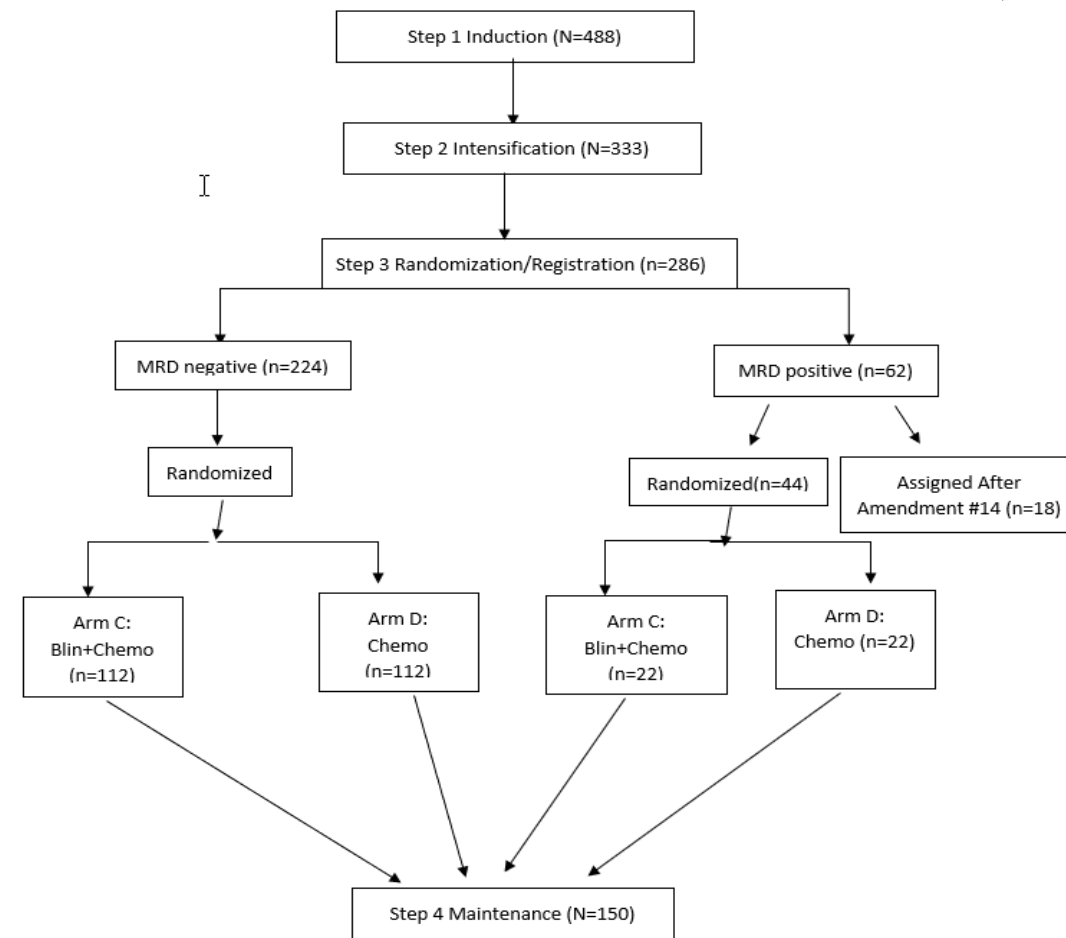 Step 1 Induction (N=488)
Step 2 Intensification (N=333)
Step 3 Randomization/Registration (n=286)
MRD negative (n=224)
MRD positive (n=62)
Randomized
Randomized(n=44)
Assigned After
Amendment #14 (n=18)
Arm C:
Blin+Chemo
(n=112)
Arm D:
Chemo
(n=112)
Arm C:
Blin+Chemo
(n=22)
Arm D:
Chemo (n=22)
Step 4 Maintenance (N=150)